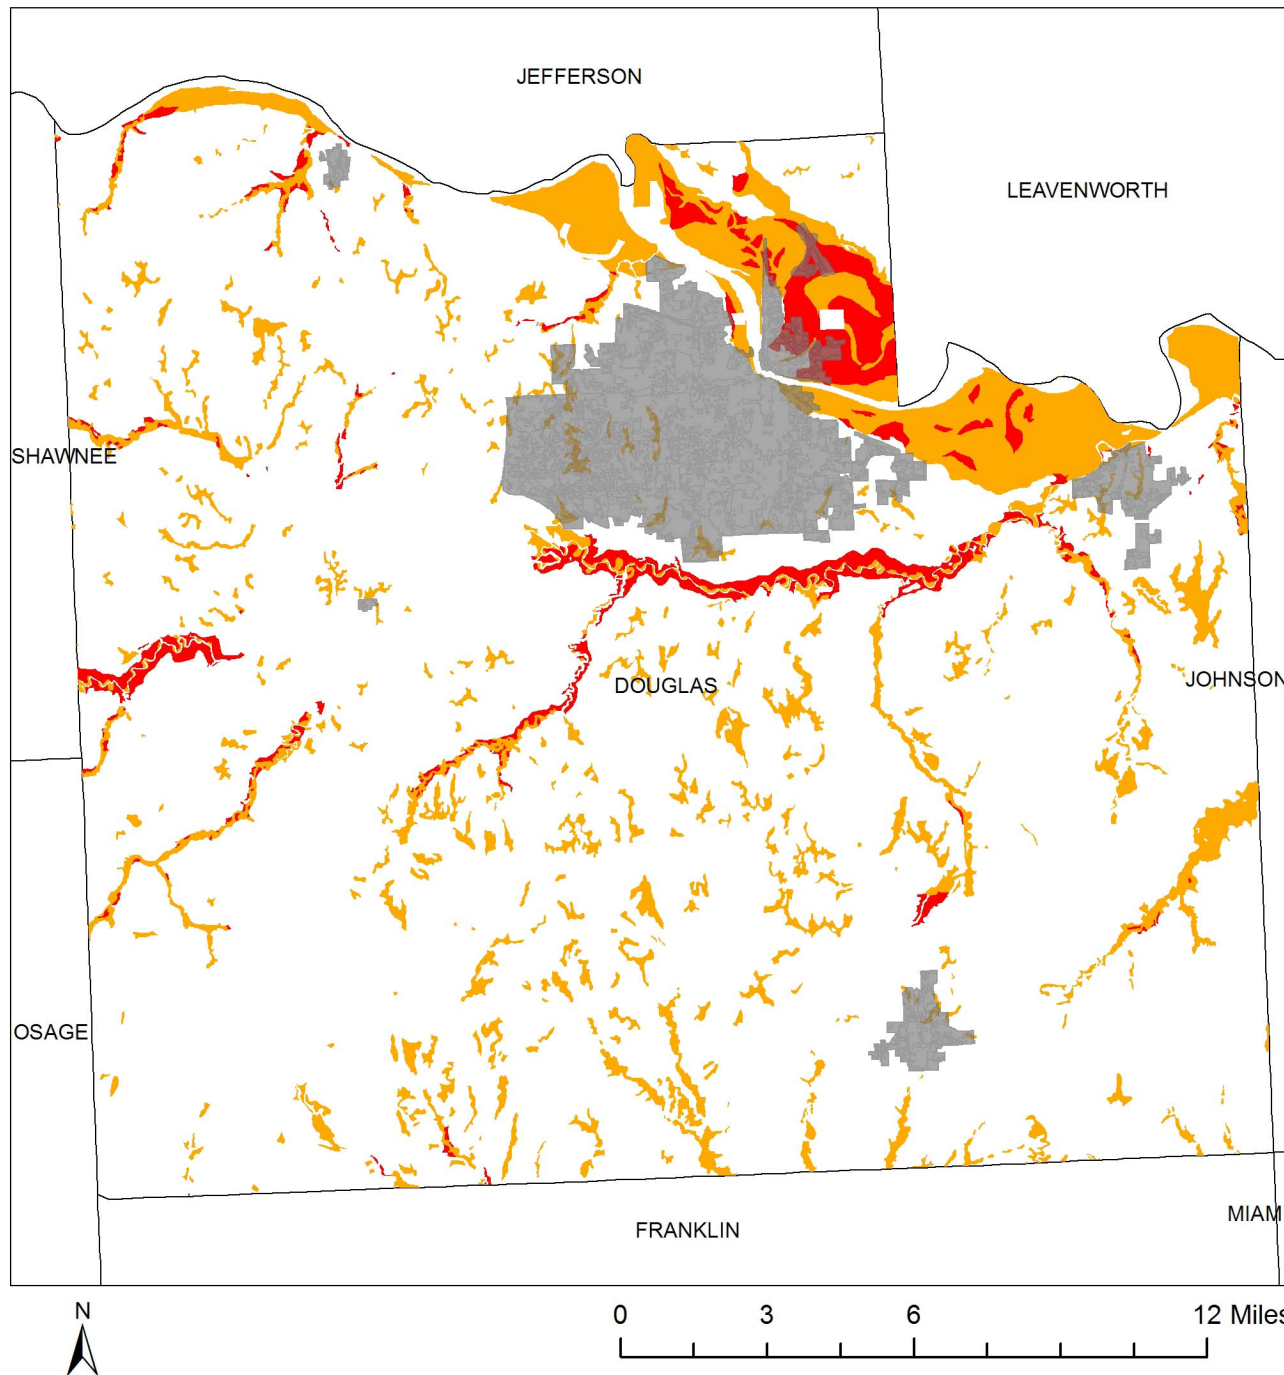 JEFFERSON
LEAVENWORTH
SHAWNEE
DOUGLAS
JOHNSON
OSAGE
MIAM
FRANKLIN
N
0 3 6 12 Miles